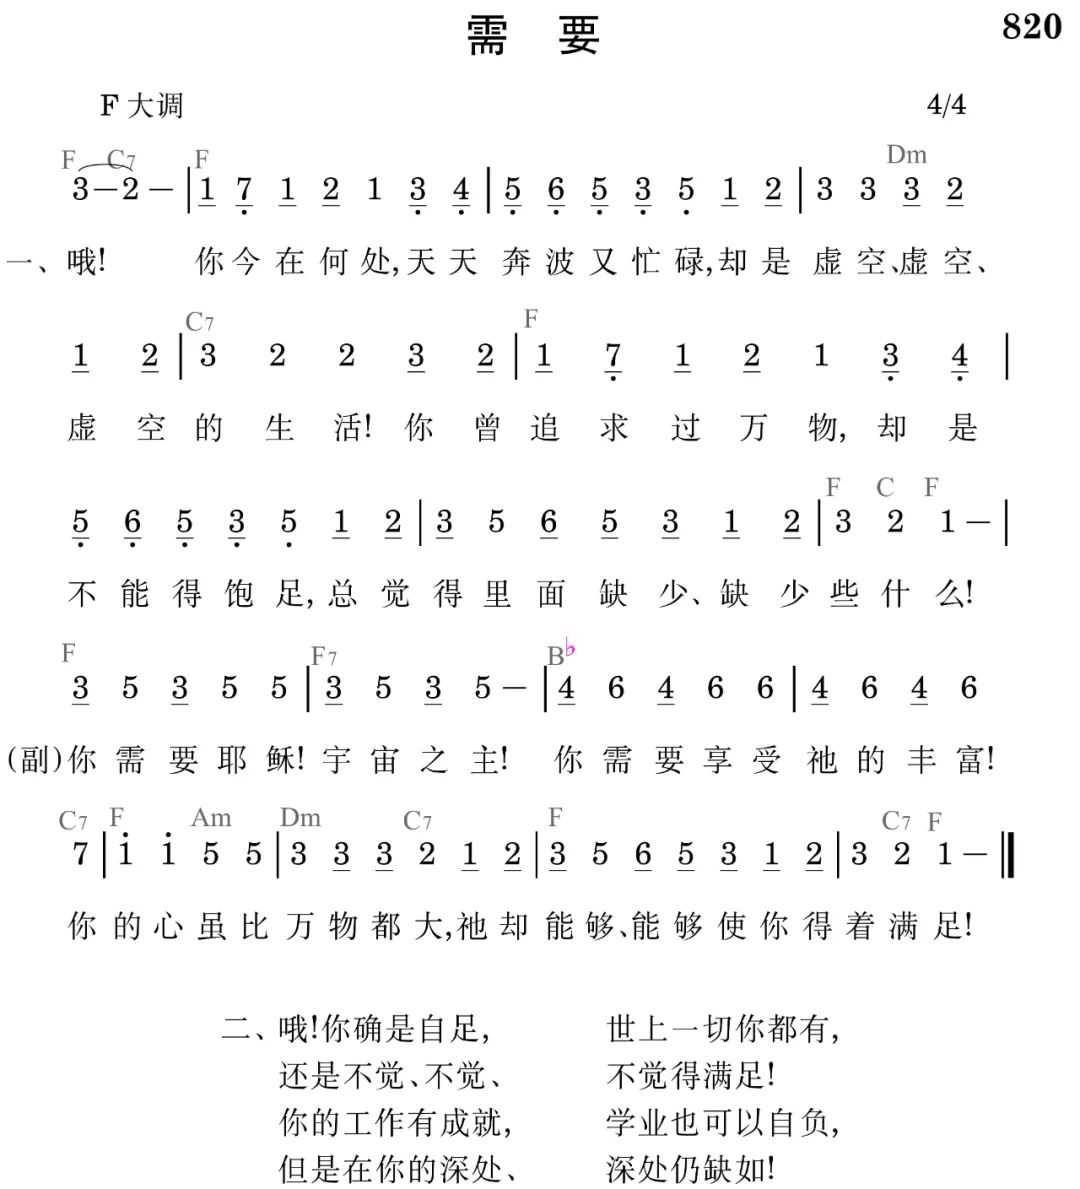 需 要 820
F 大调 4/4
F C7 F Dm
3 – 2 – | 1 7 1 2 1 3 4 | 5 6 5 3 5 1 2 | 3 3 3 2
一、哦! 你今在何处,天天奔波又忙碌,却是虚空、虚空、
C7 F
1 2 | 3 2 2 3 2 | 1 7 1 2 1 3 4 |
虚空的生活!你曾追求过万物,却是
F C F
5 6 5 3 5 1 2 | 3 5 6 5 3 1 2 | 3 2 1 – |
不能得饱足,总觉得里面缺少、缺少些什么!
F F7 B♭
3 5 3 5 5 | 3 5 3 5 – | 4 6 4 6 6 | 4 6 4 6
(副)你需要耶稣!宇宙之主! 你需要享受祂的丰富!
C7 F Am Dm C7 F C7 F
7 | 1 1 5 5 | 3 3 3 2 1 2 | 3 5 6 5 3 1 2 | 3 2 1 – ‖
你的心虽比万物都大,祂却能够、能够使你得着满足!
二、哦!你确是自足, 世上一切你都有,
还是不觉、不觉、 不觉得满足!
你的工作有成就, 学业也可以自负,
但是在你的深处、 深处仍缺如!